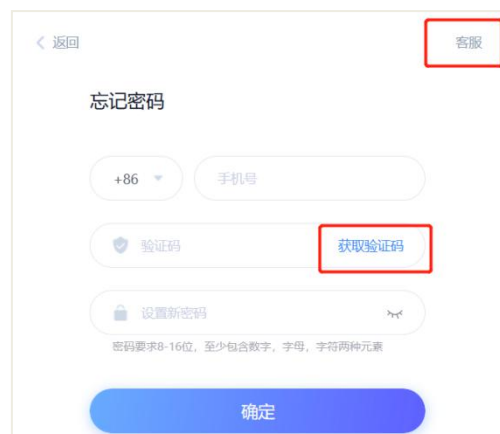 返回
客服
忘记密码
+86 手机号
验证码 获取验证码
设置新密码
密码要求8-16位，至少包含数字，字母，字符两种元素
确定